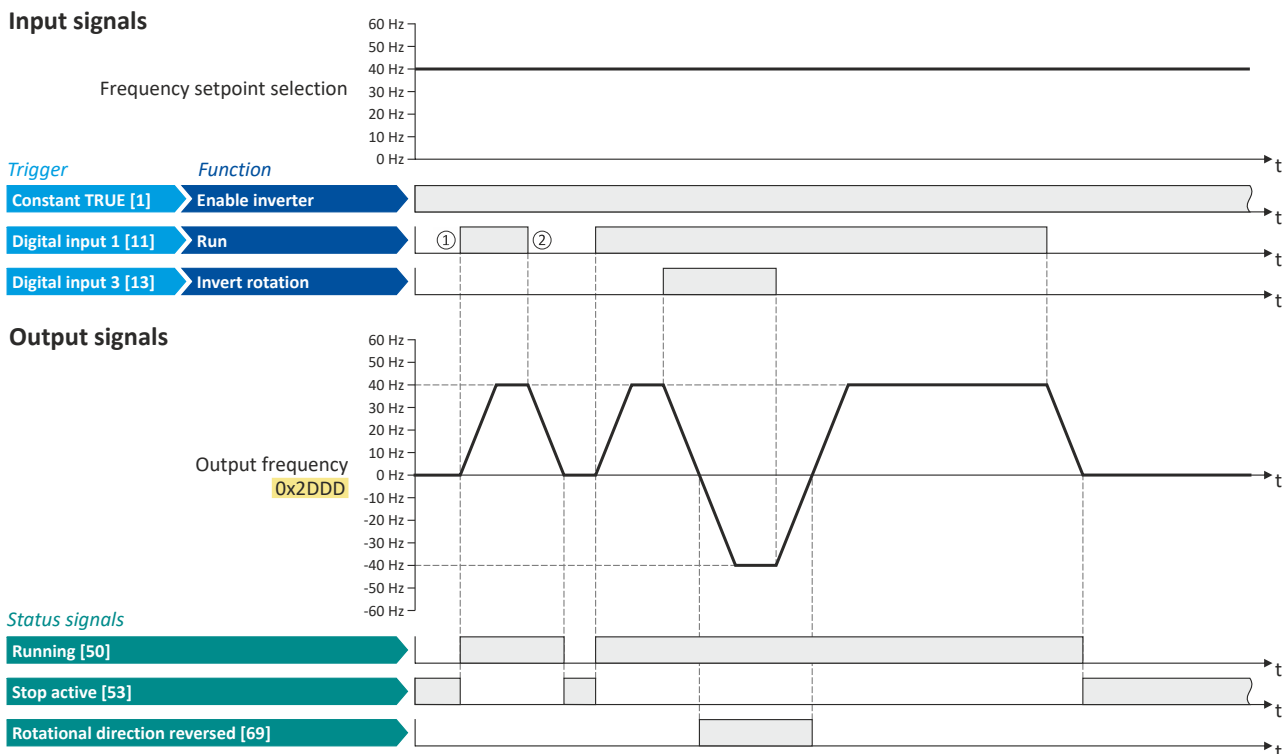 Input signals
60 Hz
50 Hz
40 Hz
Frequency setpoint selection
30 Hz
20 Hz
10 Hz
0 Hz
t
Trigger Function
Constant TRUE [1] Enable inverter
t
Digital input 1 [11] Run ① ②
t
Digital input 3 [13] Invert rotation
t
Output signals
60 Hz
50 Hz
40 Hz
30 Hz
20 Hz
10 Hz
Output frequency
0 Hz
t
0x2DDD
-10 Hz
-20 Hz
-30 Hz
-40 Hz
-50 Hz
-60 Hz
Status signals
Running [50]
t
Stop active [53]
t
Rotational direction reversed [69]
t